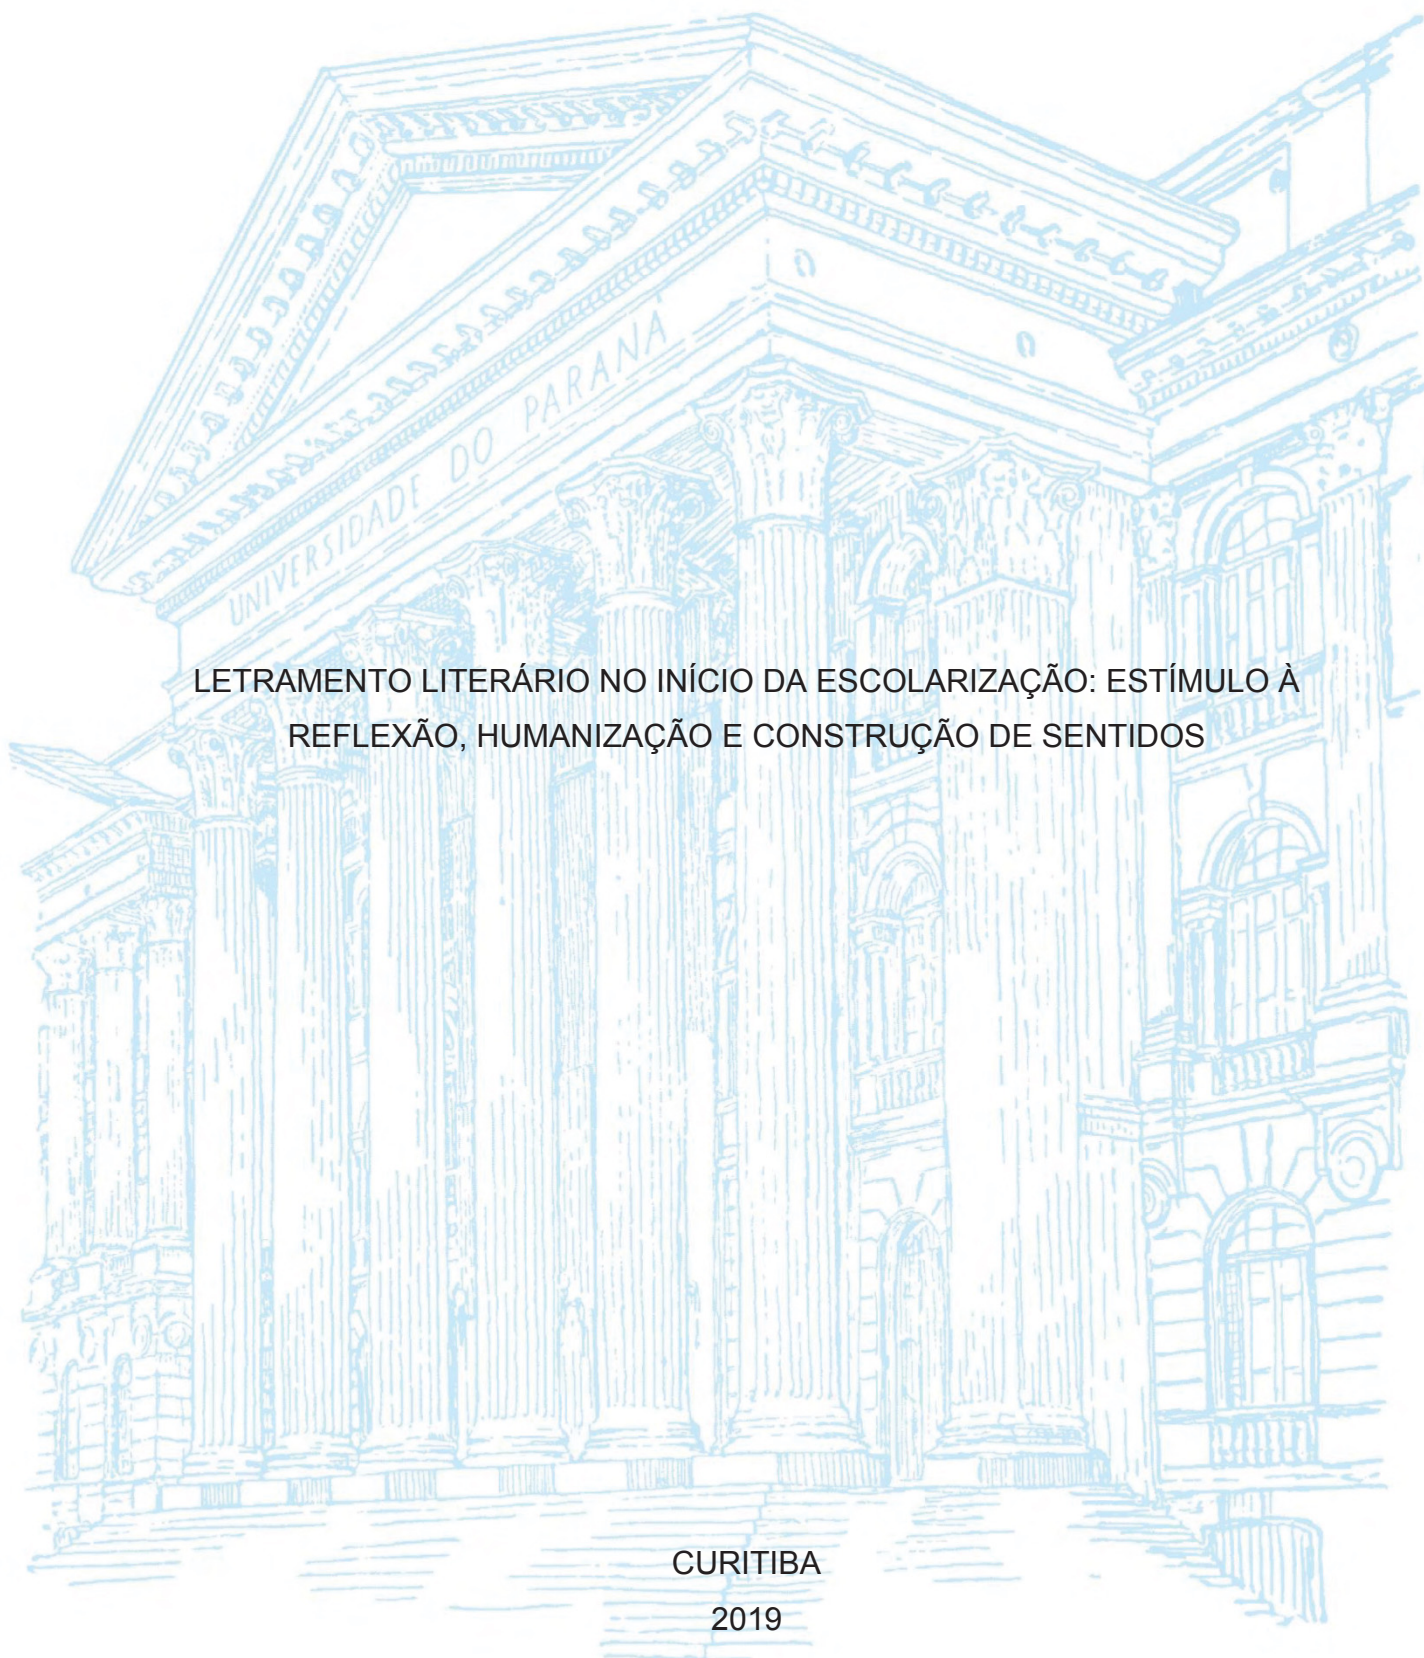 UNIVERSIDADE DO PARANÁ
LETRAMENTO LITERÁRIO NO INÍCIO DA ESCOLARIZAÇÃO: ESTÍMULO À
REFLEXÃO, HUMANIZAÇÃO E CONSTRUÇÃO DE SENTIDOS
CURITIBA
2019